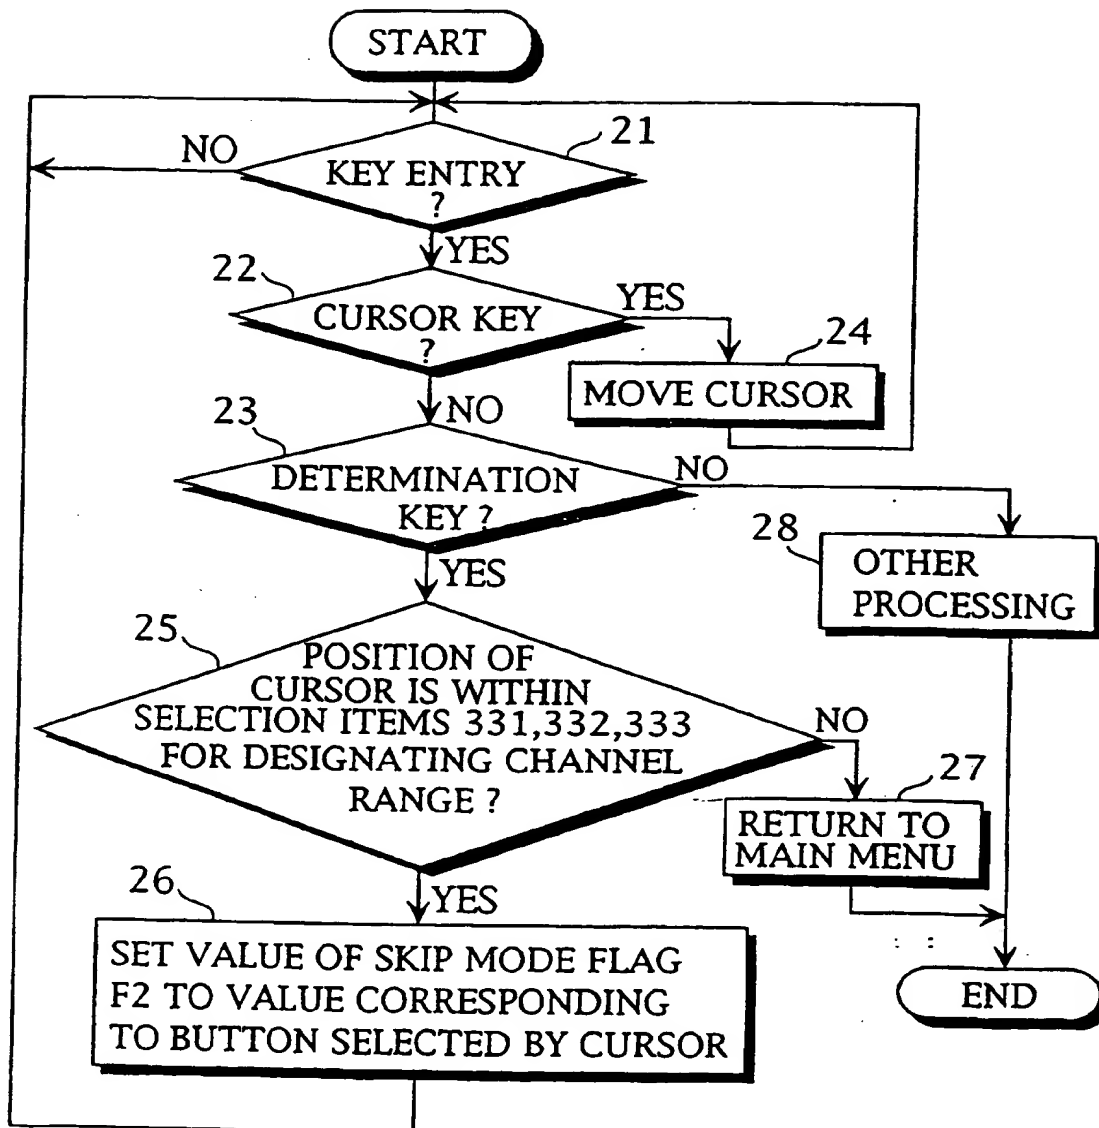 START
21
NO
KEY ENTRY
?
YES
22
CURSOR KEY
?
YES
24
MOVE CURSOR
NO
23
DETERMINATION
KEY ?
NO
28
OTHER
PROCESSING
YES
25
POSITION OF
CURSOR IS WITHIN
SELECTION ITEMS 331,332,333
FOR DESIGNATING CHANNEL
RANGE ?
NO
27
RETURN TO
MAIN MENU
YES
26
SET VALUE OF SKIP MODE FLAG
F2 TO VALUE CORRESPONDING
TO BUTTON SELECTED BY CURSOR
END